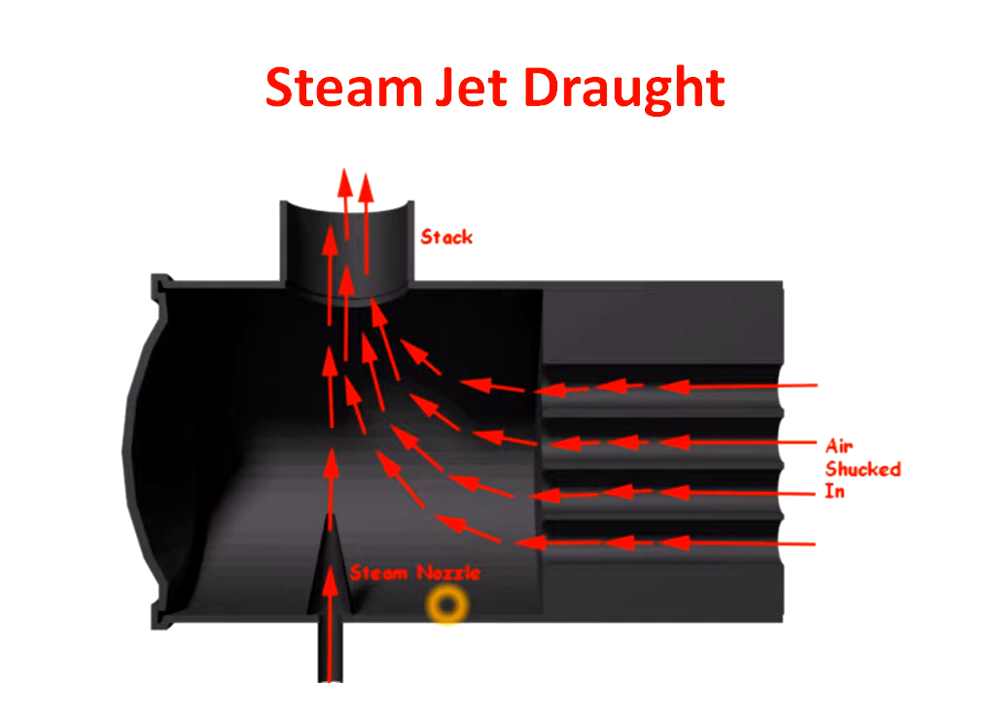 Steam Jet Draught
Stack
Air
Shucked
In
Steam Nozzle